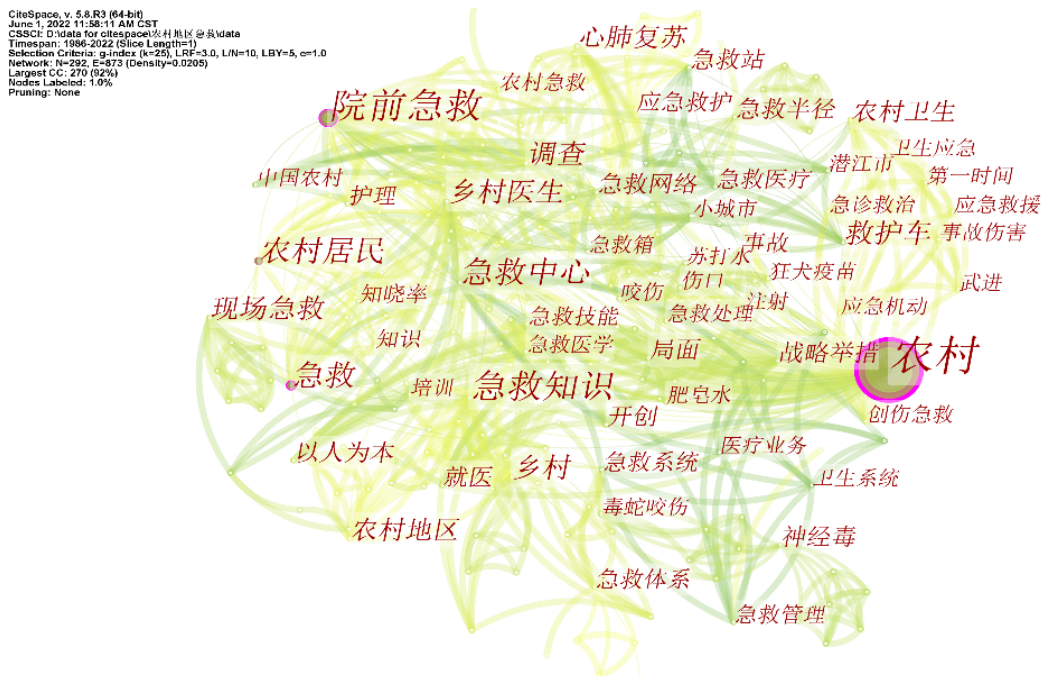 CiteSpace, v. 5.8.R3 (64-bit)
June 1, 2022 11:58:11 AM CST
CSSCI: D:\data for citespace\农村地区急救\data
Timespan: 1986-2022 (Slice Length=1)
Selection Criteria: g-index (k=25), LRF=3.0, L/N=10, LBY=5, e=1.0
Network: N=292, E=873 (Density=0.0205)
Largest CC: 270 (92%)
Nodes Labeled: 1.0%
Pruning: None
心肺复苏
急救站
农村急救
院前急救
应急救护
急救半径
农村卫生
调查
卫生应急
中国农村
护理
乡村医生
急救网络
急救医疗
潜江市
第一时间
小城市
急诊救治
应急救援
农村居民
急救箱
事故
救护车
事故伤害
急救中心
苏打水
伤口
狂犬疫苗
武进
现场急救
知晓率
咬伤
注射
应急机动
急救技能
急救处理
知识
急救医学
局面
战略举措
农村
急救
培训
急救知识
肥皂水
开创
创伤急救
以人为本
就医
乡村
急救系统
医疗业务
卫生系统
毒蛇咬伤
农村地区
神经毒
急救体系
急救管理